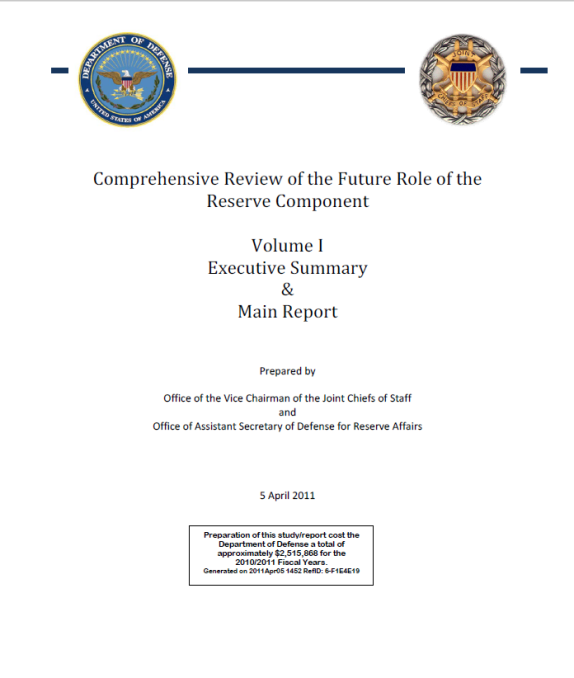 DEPARTMENT OF DEFENSE
UNITED STATES OF AMERICA
JOINT
CHIEFS OF STAFF
Comprehensive Review of the Future Role of the
Reserve Component
Volume I
Executive Summary
&
Main Report
Prepared by
Office of the Vice Chairman of the Joint Chiefs of Staff
and
Office of Assistant Secretary of Defense for Reserve Affairs
5 April 2011
Preparation of this study/report cost the
Department of Defense a total of
approximately $2,515,868 for the
2010/2011 Fiscal Years.
Generated on 2011Apr05 1452 RefID: 6-F1E4E19